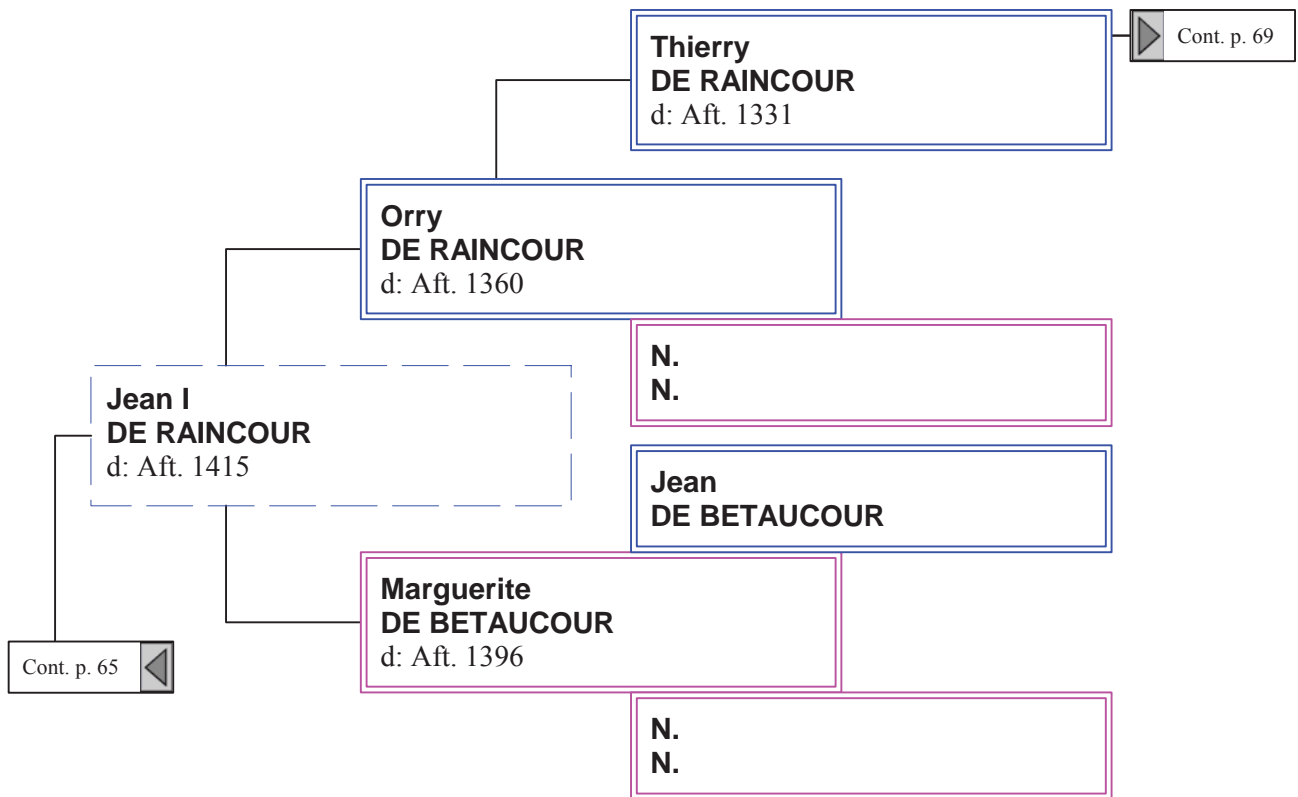 Thierry
DE RAINCOUR
d: Aft. 1331
Cont. p. 69
Orry
DE RAINCOUR
d: Aft. 1360
N.
N.
Jean I
DE RAINCOUR
d: Aft. 1415
Jean
DE BETAUCOUR
Marguerite
DE BETAUCOUR
d: Aft. 1396
Cont. p. 65
N.
N.